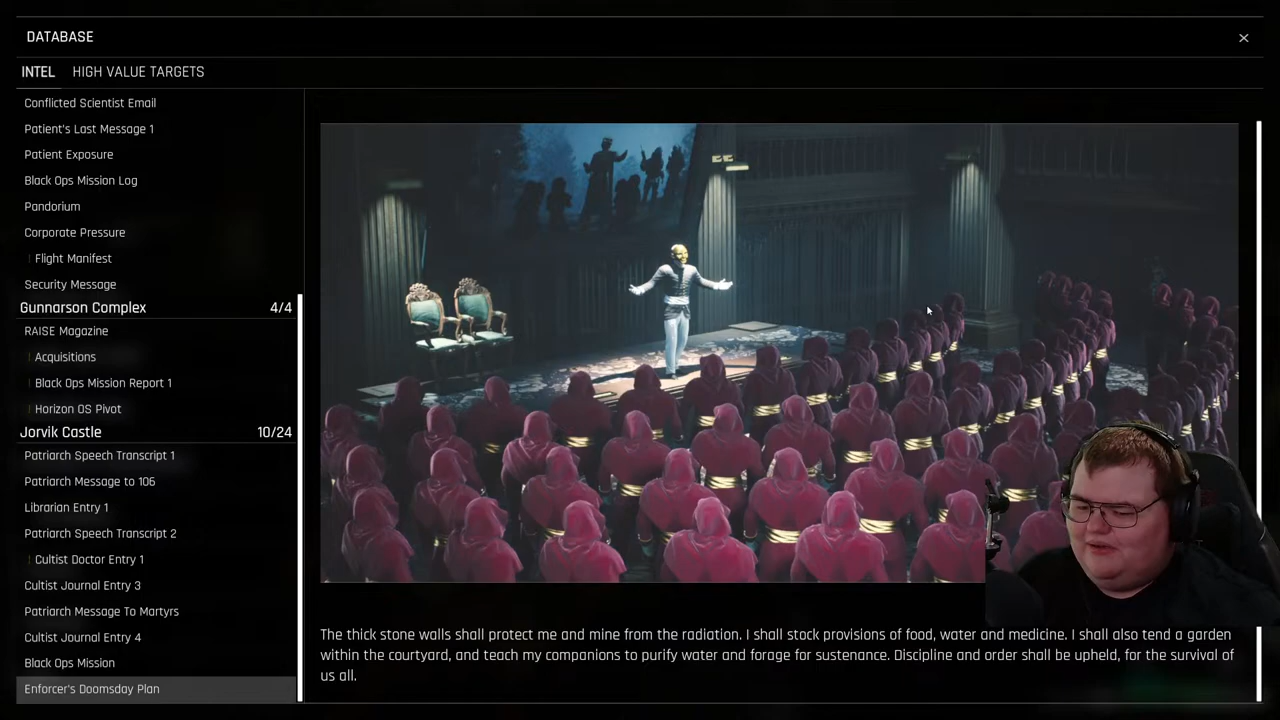 DATABASE
INTEL HIGH VALUE TARGETS
Conflicted Scientist Email
Patient's Last Message 1
Patient Exposure
Black Ops Mission Log
Pandorium
Corporate Pressure
Flight Manifest
Security Message
Gunnarson Complex 4/4
RAISE Magazine
Acquisitions
Black Ops Mission Report 1
Horizon OS Pivot
Jorvik Castle 10/24
Patriarch Speech Transcript 1
Patriarch Message to 106
Librarian Entry 1
Patriarch Speech Transcript 2
Cultist Doctor Entry 1
Cultist Journal Entry 3
Patriarch Message To Martyrs
Cultist Journal Entry 4
Black Ops Mission
Enforcer's Doomsday Plan
The thick stone walls shall protect me and mine from the radiation. I shall stock provisions of food, water and medicine. I shall also tend a garden
within the courtyard, and teach my companions to purify water and forage for sustenance. Discipline and order shall be upheld, for the survival of
us all.